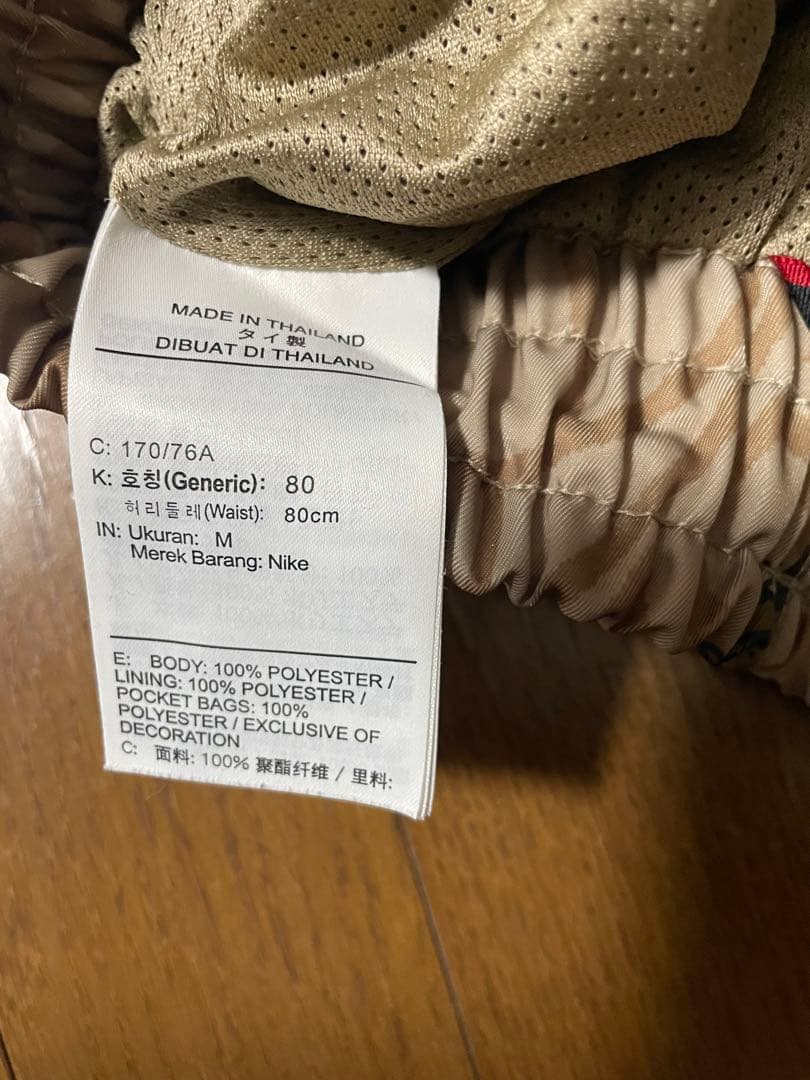 MADE IN THAILAND
タイ製
DIBUAT DI THAILAND
C: 170/76A
K: 호칭(Generic): 80
허리둘레(Waist): 80cm
IN: Ukuran: M
Merek Barang: Nike
E: BODY: 100% POLYESTER /
LINING: 100% POLYESTER /
POCKET BAGS: 100%
POLYESTER / EXCLUSIVE OF
DECORATION
C: 面料: 100% 聚酯纤维 / 里料: